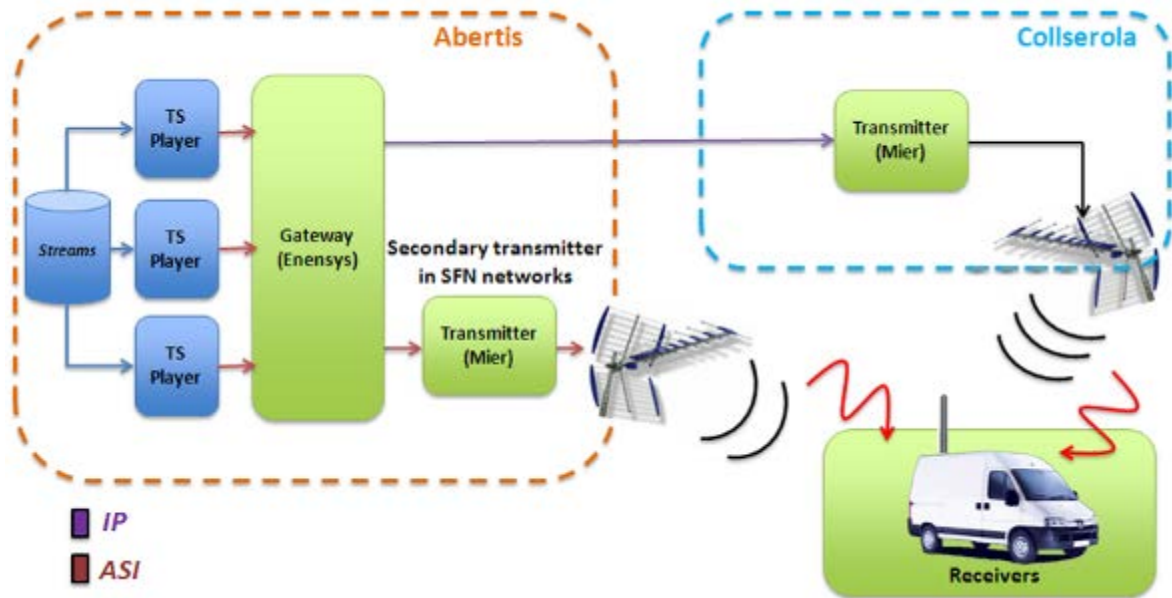 Abertis
Collserola
TS
Player
Streams
TS
Player
TS
Player
Gateway
(Enensys)
Transmitter
(Mier)
Secondary transmitter
in SFN networks
Transmitter
(Mier)
IP
ASI
Receivers